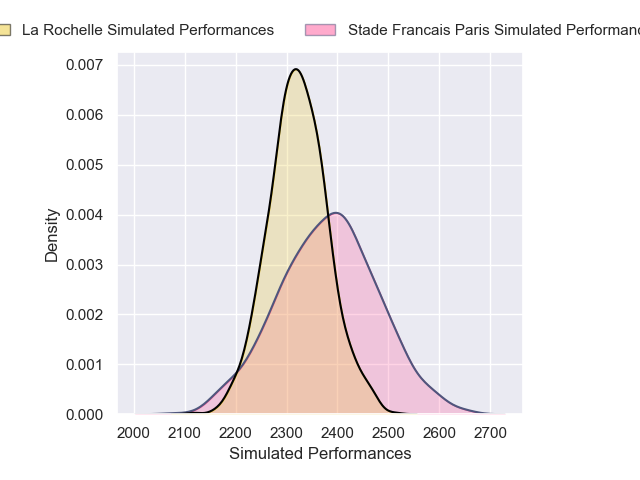 La Rochelle Simulated Performances Stade Francais Paris Simulated Performan
0.007
0.006
0.005
0.004
0.003
0.002
0.001
0.000
Density
2000 2100 2200 2300 2400 2500 2600 2700
Simulated Performances